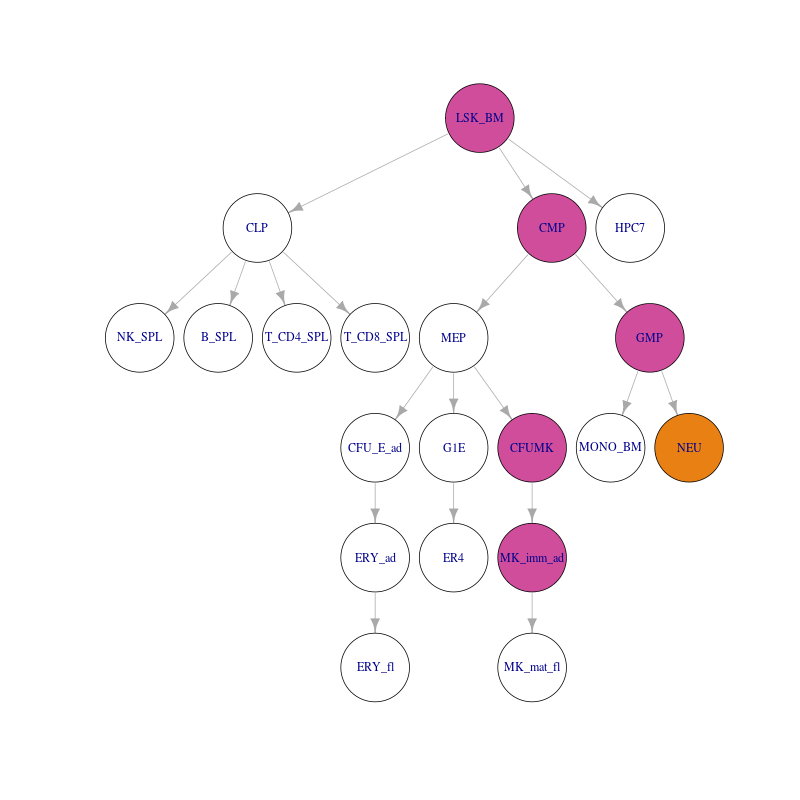 LSK_BM
CLP
CMP
HPC7
NK_SPL
B_SPL
T_CD4_SPL
T_CD8_SPL
MEP
GMP
CFU_E_ad
G1E
CFUMK
MONO_BM
NEU
ERY_ad
ER4
MK_imm_ad
ERY_fl
MK_mat_fl